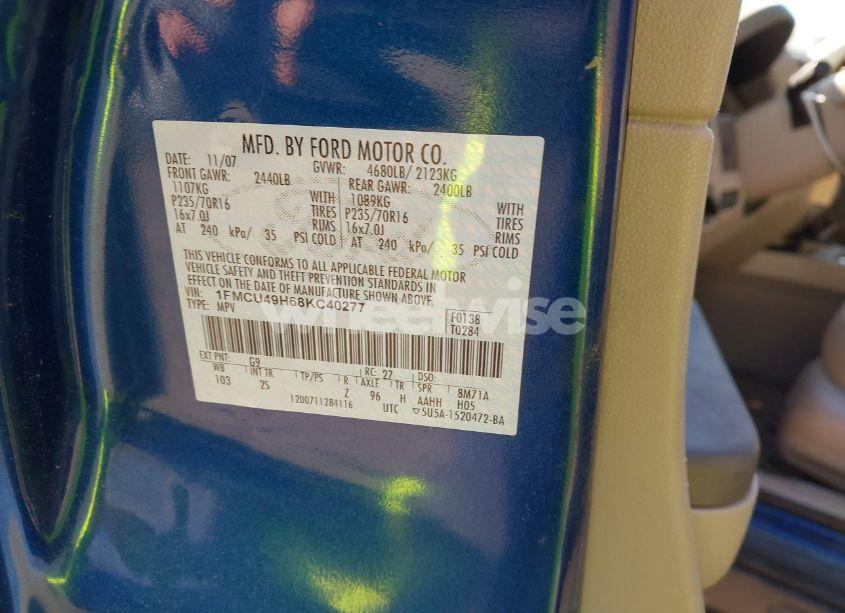 MFD. BY FORD MOTOR CO.
DATE: 11/07 GVWR: 4680LB/ 2123KG
FRONT GAWR: 2440LB REAR GAWR: 2400LB
1107KG WITH 1089KG WITH
P235/70R16 TIRES P235/70R16 TIRES
16x7.0J RIMS 16x7.0J RIMS
AT 240 kPa/ 35 PSI COLD AT 240 kPa/ 35 PSI COLD
THIS VEHICLE CONFORMS TO ALL APPLICABLE FEDERAL MOTOR
VEHICLE SAFETY AND THEFT PREVENTION STANDARDS IN
EFFECT ON THE DATE OF MANUFACTURE SHOWN ABOVE.
VIN: 1FMCU49H68KC40277
TYPE: MPV F0138
T0284
wheelwise
EXT PNT: G9 RC: 27 DSO:
WB INT TR TP/PS R AXLE TR SPR 8M71A
103 2S Z 96 H AAHH H05
1200711284116 UTC ▽5U5A-1520472-BA